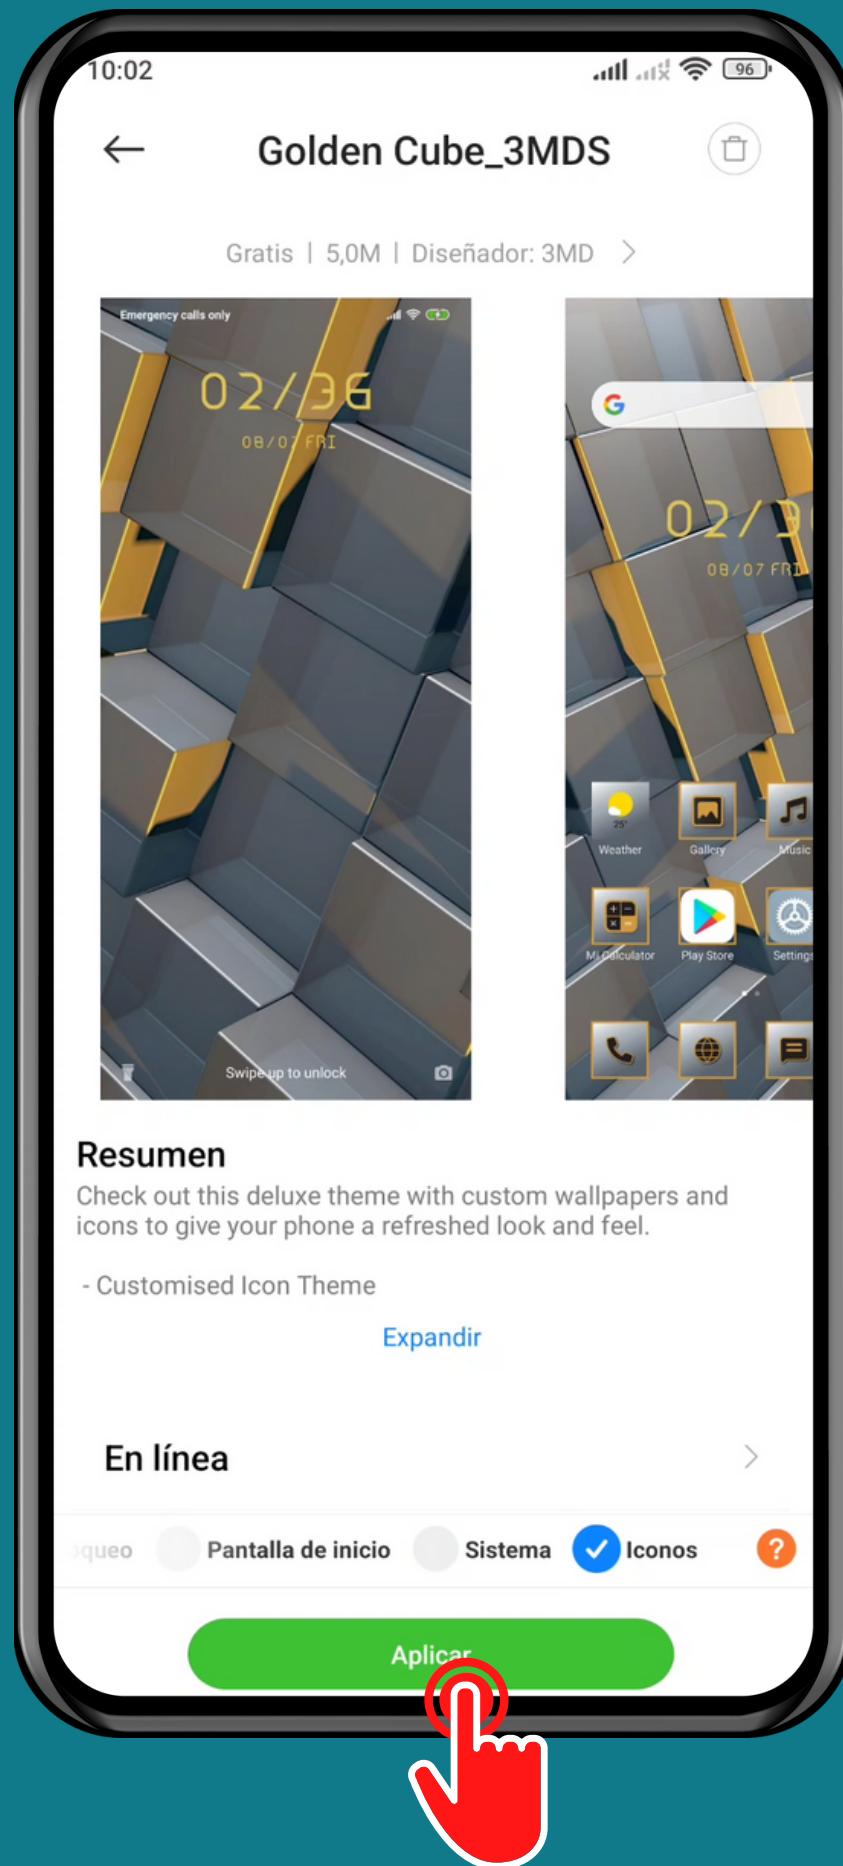 10:02
96
Golden Cube_3MDS
Gratis | 5,0M | Diseñador: 3MD
Emergency calls only
02/36
08/07 FRI
Swipe up to unlock
G
02/3
08/07 FRI
25°
Weather Gallery Music
Mi Calculator Play Store Settings
Resumen
Check out this deluxe theme with custom wallpapers and
icons to give your phone a refreshed look and feel.
- Customised Icon Theme
Expandir
En línea
queo Pantalla de inicio Sistema Iconos ?
Aplicar